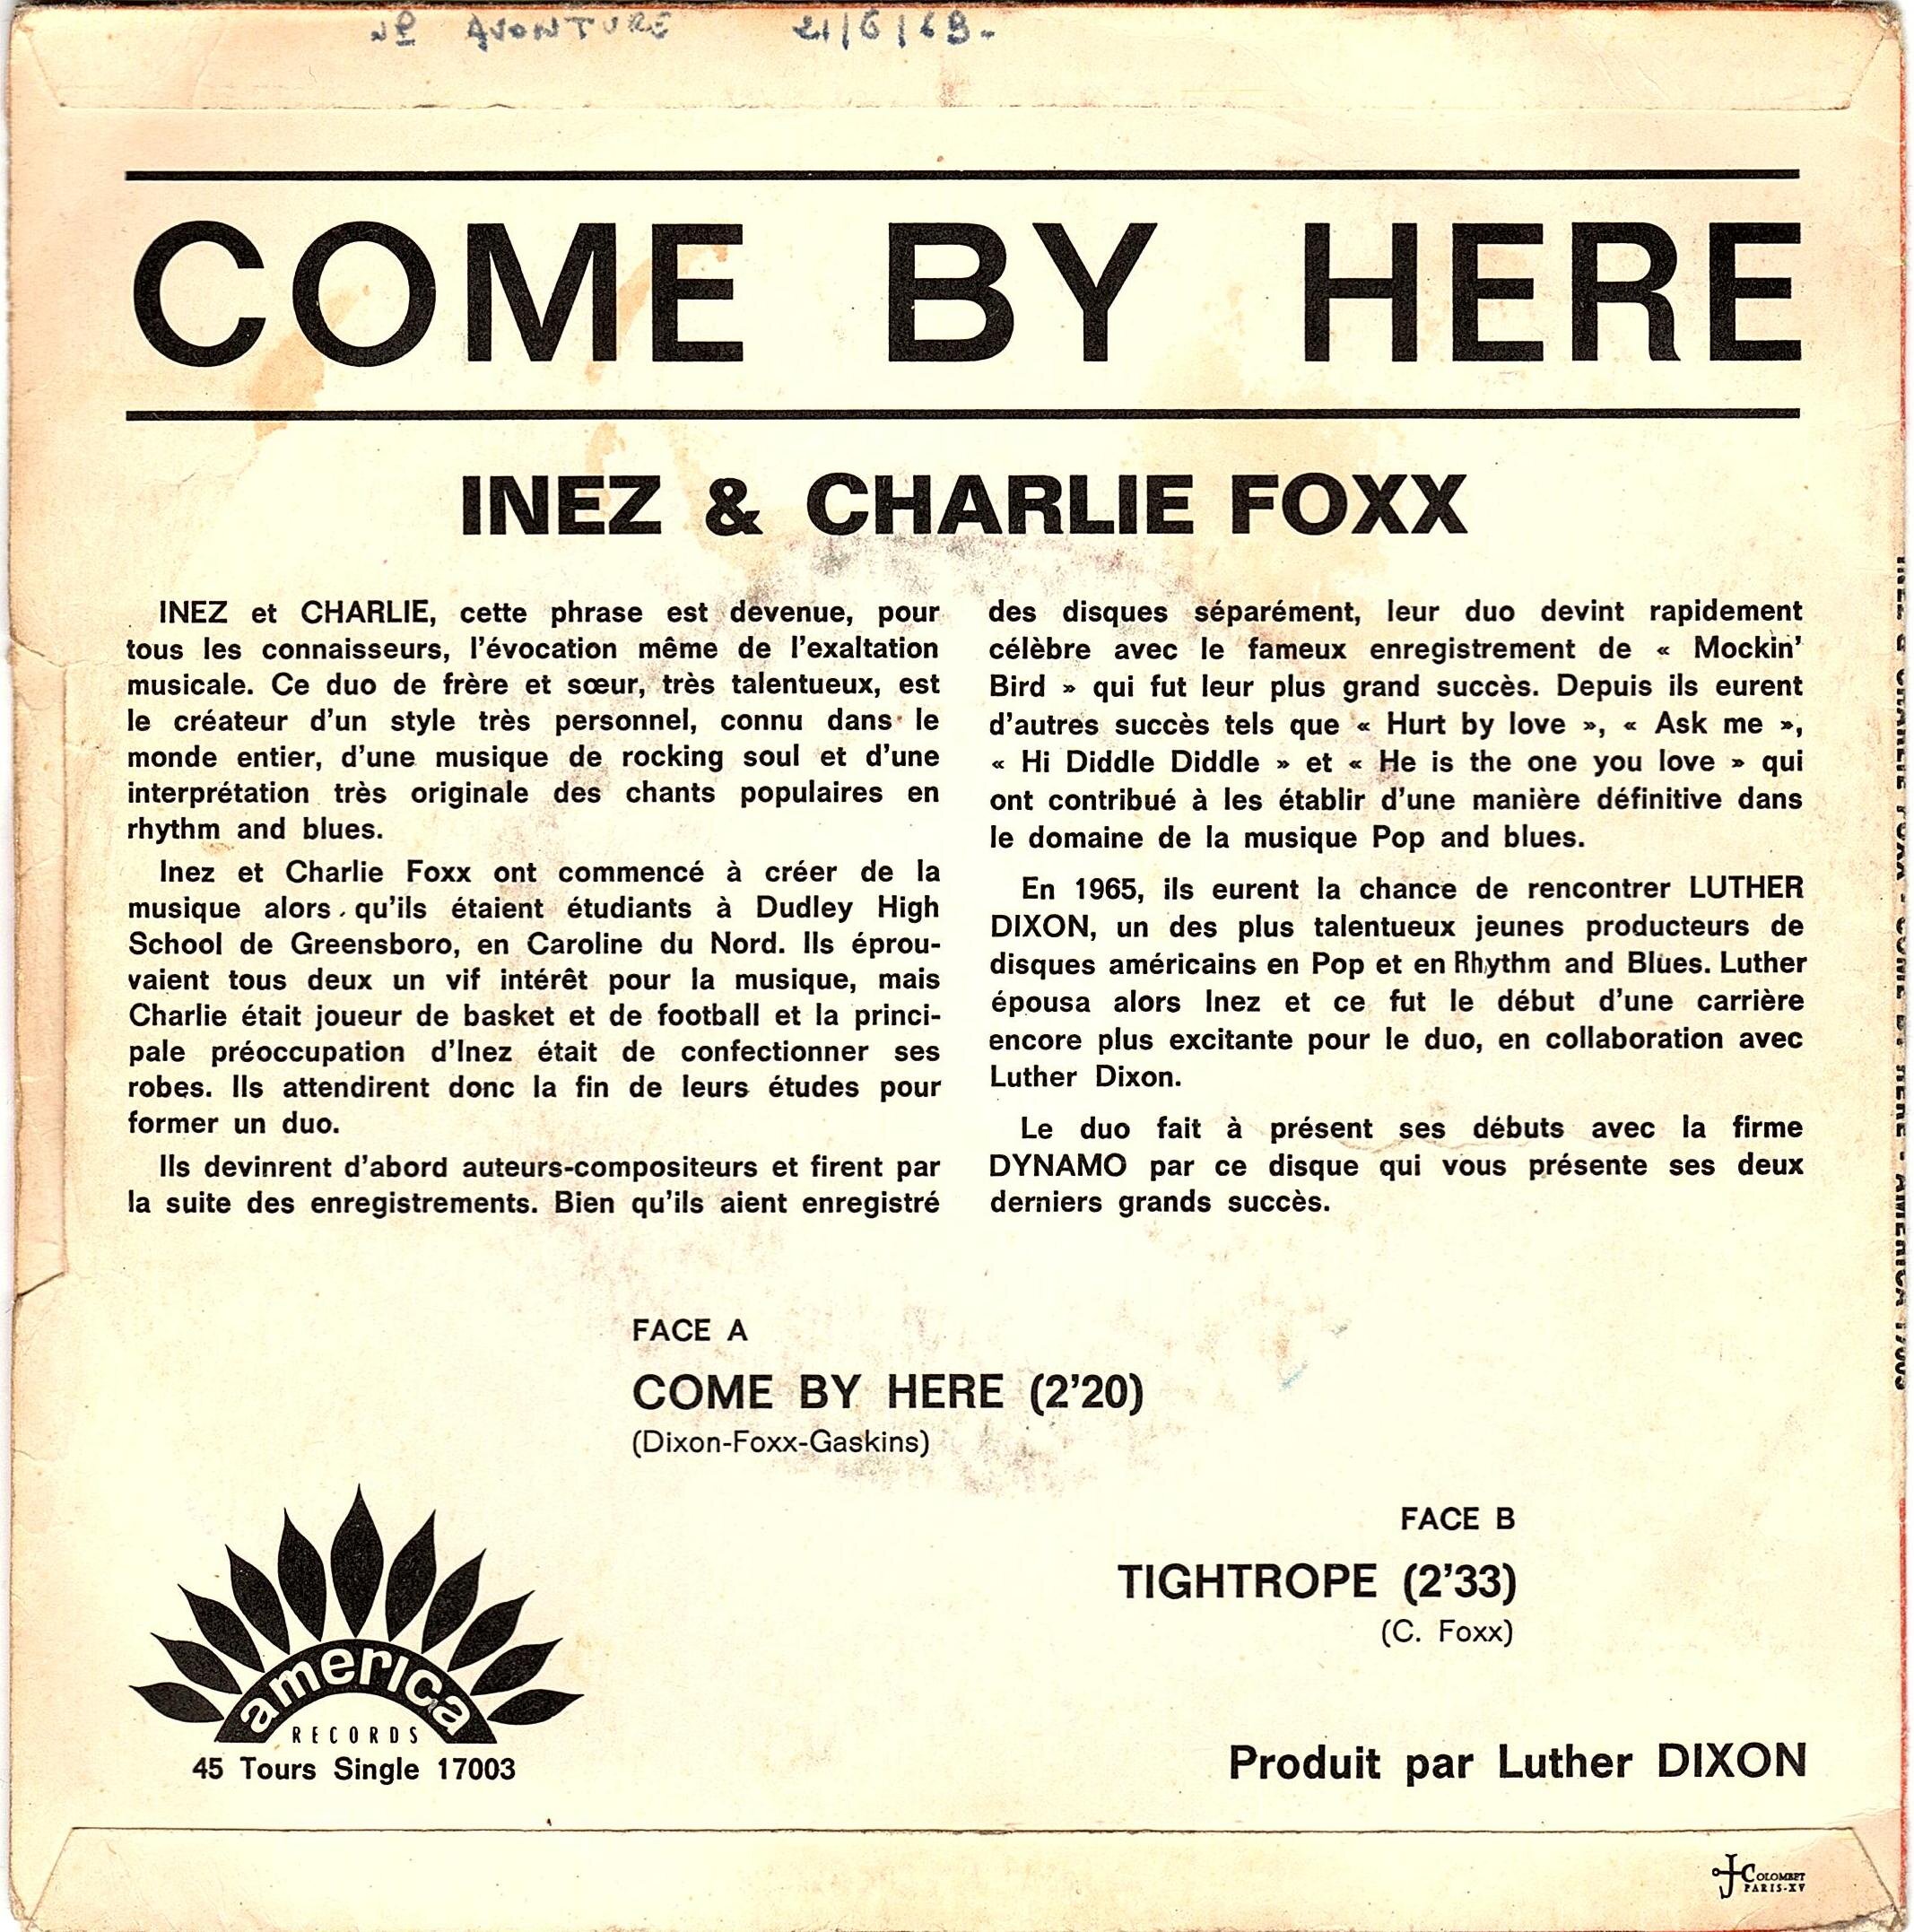 21/6/69-
COME BY HERE
INEZ & CHARLIE FOXX
INEZ et CHARLIE, cette phrase est devenue, pour
tous les connaisseurs, l'évocation même de l'exaltation
musicale. Ce duo de frère et sœur, très talentueux, est
le créateur d'un style très personnel, connu dans le
monde entier, d'une musique de rocking soul et d'une
interprétation très originale des chants populaires en
rhythm and blues.
Inez et Charlie Foxx ont commencé à créer de la
musique alors qu'ils étaient étudiants à Dudley High
School de Greensboro, en Caroline du Nord. Ils éprou-
vaient tous deux un vif intérêt pour la musique, mais
Charlie était joueur de basket et de football et la princi-
pale préoccupation d'Inez était de confectionner ses
robes. Ils attendirent donc la fin de leurs études pour
former un duo.
Ils devinrent d'abord auteurs-compositeurs et firent par
la suite des enregistrements. Bien qu'ils aient enregistré
des disques séparément, leur duo devint rapidement
célèbre avec le fameux enregistrement de « Mockin'
Bird » qui fut leur plus grand succès. Depuis ils eurent
d'autres succès tels que « Hurt by love », « Ask me »,
« Hi Diddle Diddle » et « He is the one you love » qui
ont contribué à les établir d'une manière définitive dans
le domaine de la musique Pop and blues.
En 1965, ils eurent la chance de rencontrer LUTHER
DIXON, un des plus talentueux jeunes producteurs de
disques américains en Pop et en Rhythm and Blues. Luther
épousa alors Inez et ce fut le début d'une carrière
encore plus excitante pour le duo, en collaboration avec
Luther Dixon.
Le duo fait à présent ses débuts avec la firme
DYNAMO par ce disque qui vous présente ses deux
derniers grands succès.
FACE A
COME BY HERE (2'20)
(Dixon-Foxx-Gaskins)
FACE B
TIGHTROPE (2'33)
(C. Foxx)
america
RECORDS
45 Tours Single 17003
Produit par Luther DIXON
INEZ & CHARLIE FOXX - COME BY HERE - AMERICA 17003
J COLOMBET
PARIS-XV